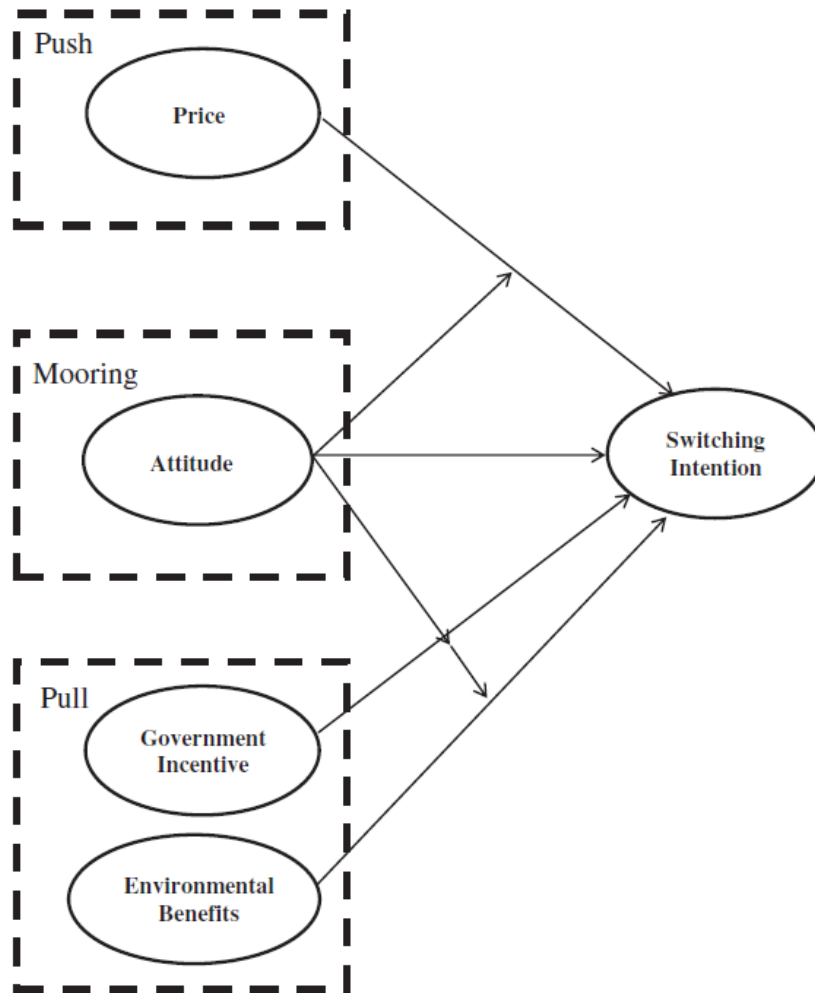 Push
Price
Mooring
Attitude
Switching
Intention
Pull
Government
Incentive
Environmental
Benefits